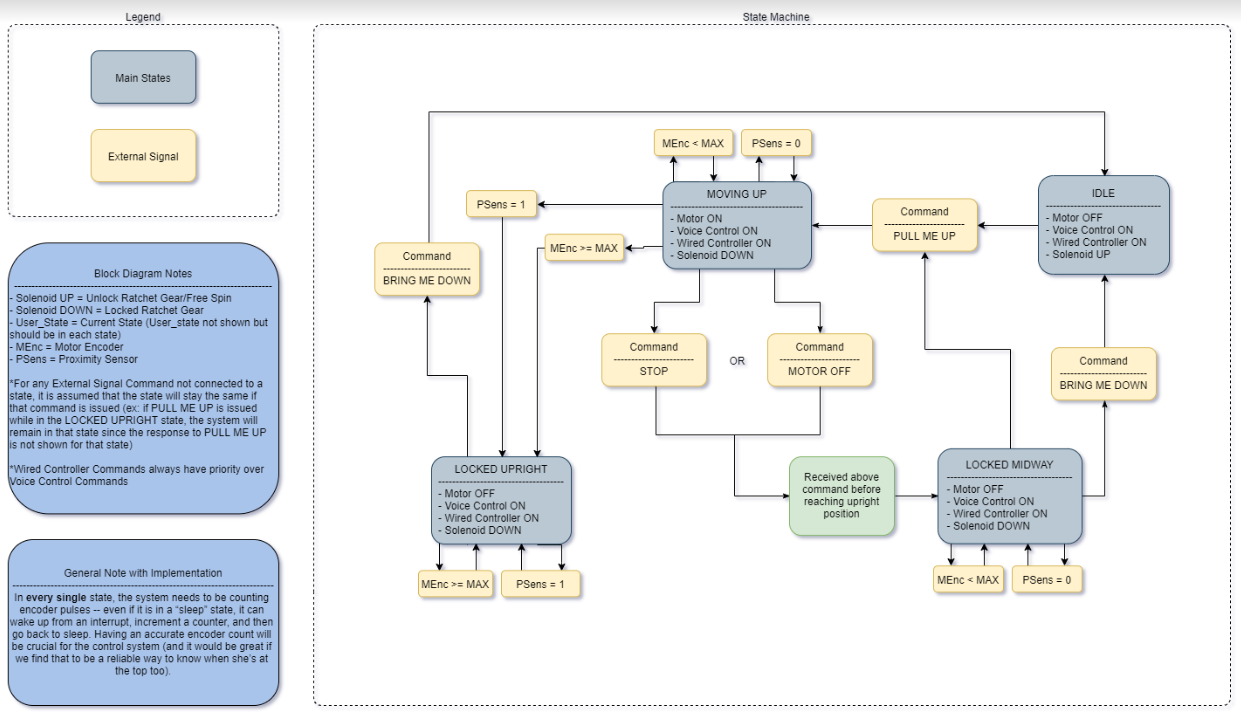 Legend
Main States
External Signal
Block Diagram Notes
- Solenoid UP = Unlock Ratchet Gear/Free Spin
- Solenoid DOWN = Locked Ratchet Gear
- User_State = Current State (User_state not shown but
should be in each state)
- MEnc = Motor Encoder
- PSens = Proximity Sensor
*For any External Signal Command not connected to a
state, it is assumed that the state will stay the same if
that command is issued (ex: if PULL ME UP is issued
while in the LOCKED UPRIGHT state, the system will
remain in that state since the response to PULL ME UP
is not shown for that state)
*Wired Controller Commands always have priority over
Voice Control Commands
General Note with Implementation
In every single state, the system needs to be counting
encoder pulses -- even if it is in a “sleep” state, it can
wake up from an interrupt, increment a counter, and then
go back to sleep. Having an accurate encoder count will
be crucial for the control system (and it would be great if
we find that to be a reliable way to know when she's at
the top too).
State Machine
MEnc < MAX
PSens = 0
MOVING UP
- Motor ON
- Voice Control ON
- Wired Controller ON
- Solenoid DOWN
PSens = 1
MEnc >= MAX
Command
BRING ME DOWN
Command
PULL ME UP
IDLE
- Motor OFF
- Voice Control ON
- Wired Controller ON
- Solenoid UP
Command
STOP
OR
Command
MOTOR OFF
Command
BRING ME DOWN
LOCKED UPRIGHT
- Motor OFF
- Voice Control ON
- Wired Controller ON
- Solenoid DOWN
MEnc >= MAX
PSens = 1
Received above
command before
reaching upright
position
LOCKED MIDWAY
- Motor OFF
- Voice Control ON
- Wired Controller ON
- Solenoid DOWN
MEnc < MAX
PSens = 0